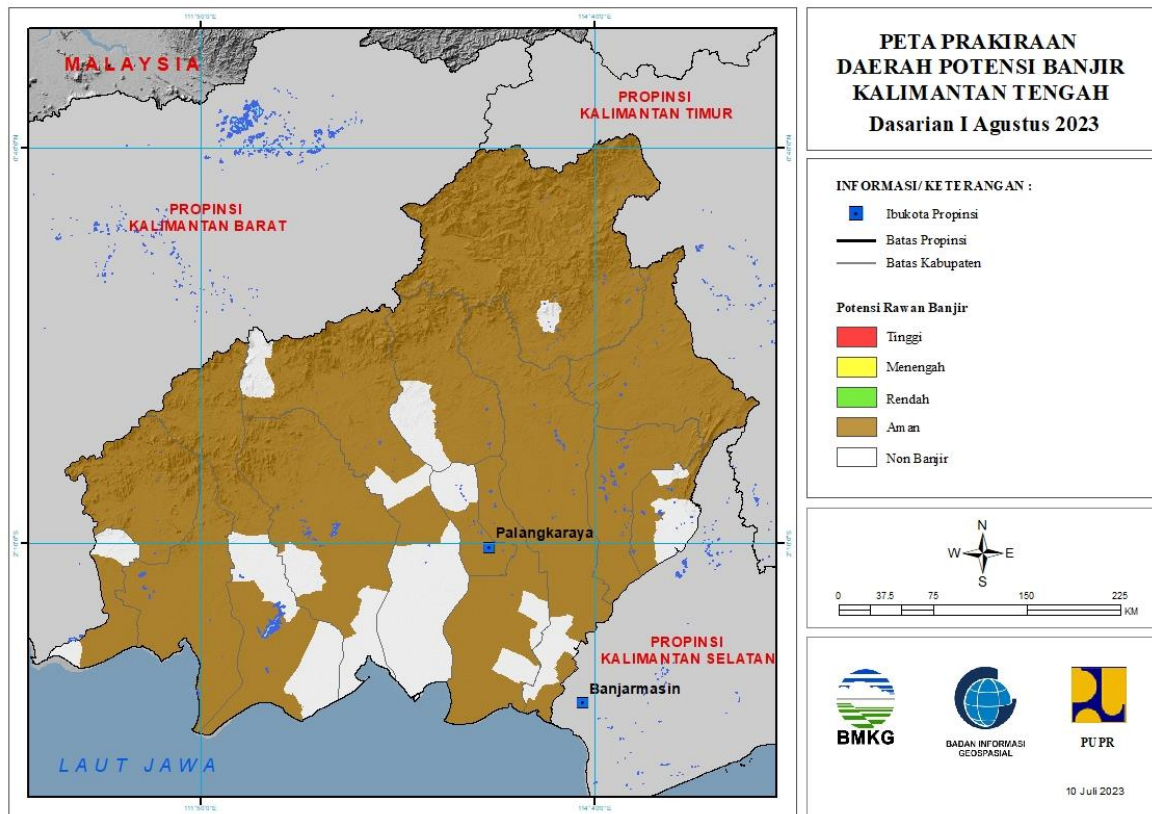 PETA PRAKIRAAN
DAERAH POTENSI BANJIR
KALIMANTAN TENGAH
Dasarian I Agustus 2023
INFORMASI/ KETERANGAN :
Ibukota Propinsi
Batas Propinsi
Batas Kabupaten
Potensi Rawan Banjir
Tinggi
Menengah
Rendah
Aman
Non Banjir
N
W E
S
0 37.5 75 150 225
KM
BMKG
BADAN INFORMASI
GEOSPASIAL
PUPR
10 Juli 2023
MALAYSIA
PROPINSI
KALIMANTAN TIMUR
PROPINSI
KALIMANTAN BARAT
Palangkaraya
PROPINSI
KALIMANTAN SELATAN
Banjarmasin
LAUT JAWA